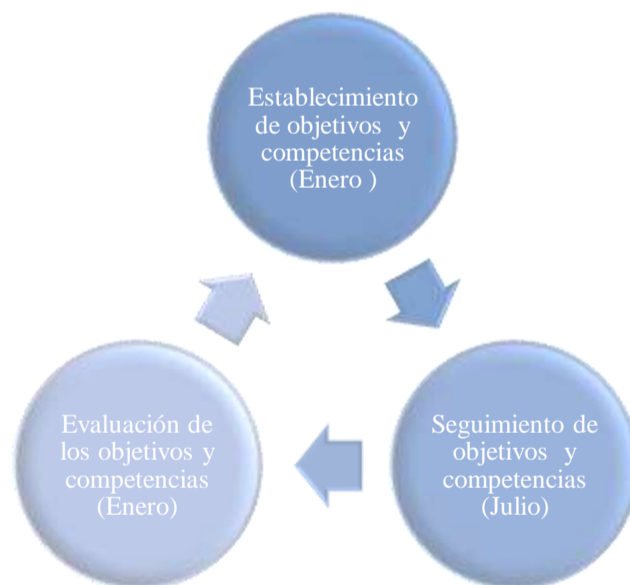 Establecimiento
de objetivos y
competencias
(Enero )
Seguimiento de
objetivos y
competencias
(Julio)
Evaluación de
los objetivos y
competencias
(Enero)